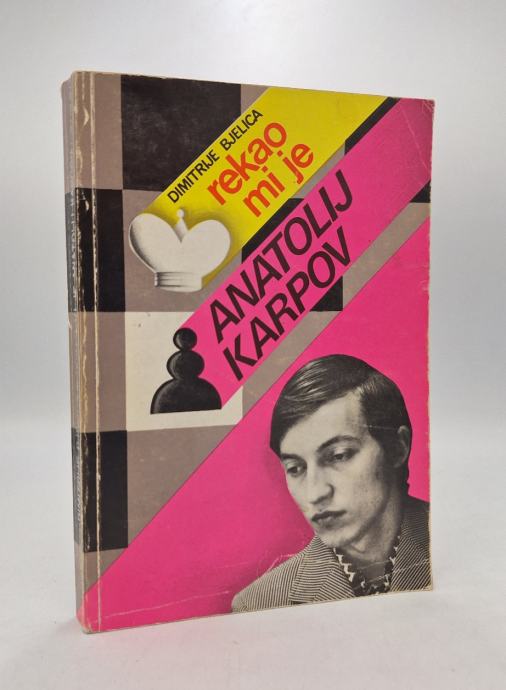 DIMITRIJE BJELICA
rekao
mi je
ANATOLIJ
KARPOV